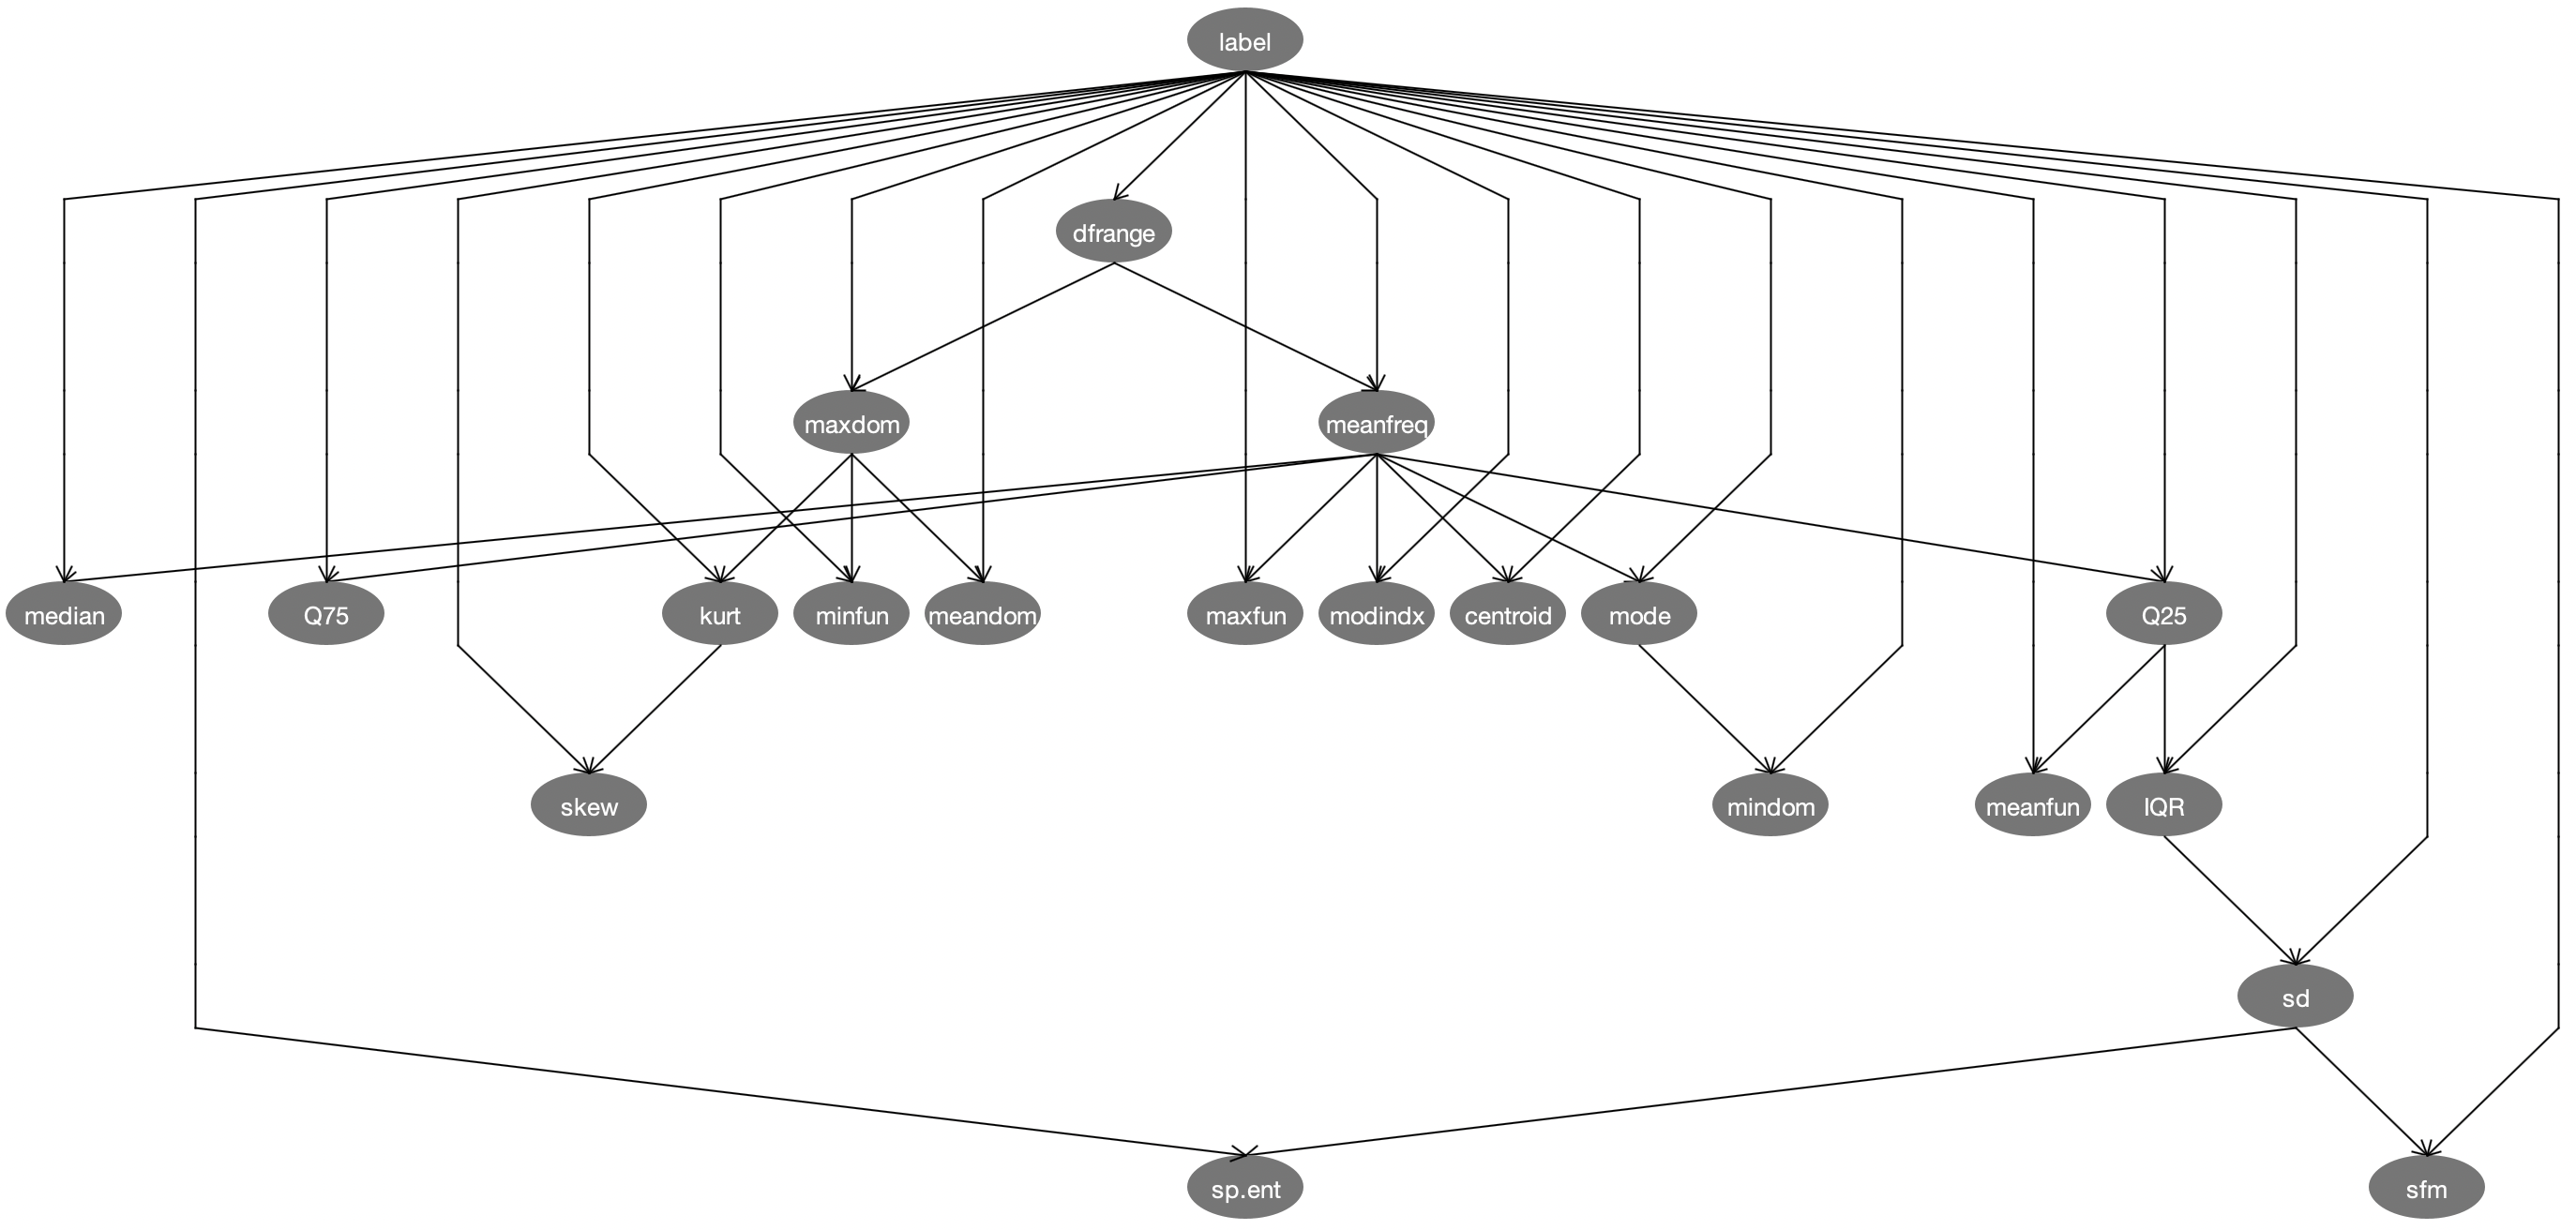 label
dfrange
maxdom
meanfreq
median
Q75
kurt
minfun
meandom
maxfun
modindx
centroid
mode
Q25
skew
mindom
meanfun
IQR
sd
sp.ent
sfm